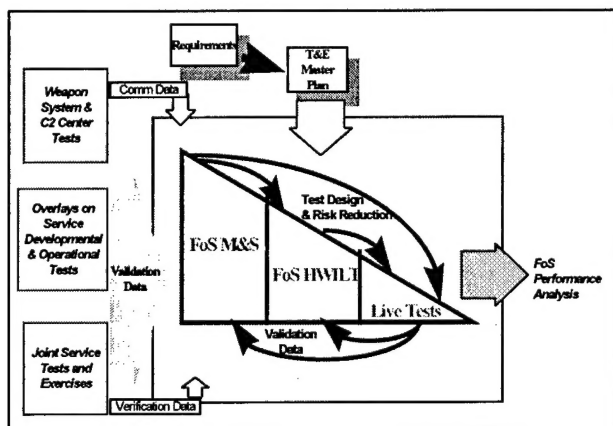 Requirements
T&E
Master
Plan
Weapon
System &
C2 Center
Tests
Comm Data
Overlays on
Service
Developmental
& Operational
Tests
Validation
Data
Joint Service
Tests and
Exercises
Verification Data
Test Design
& Risk Reduction
FoS M&S
FoS HWILT
Live Tests
Validation
Data
FoS
Performance
Analysis